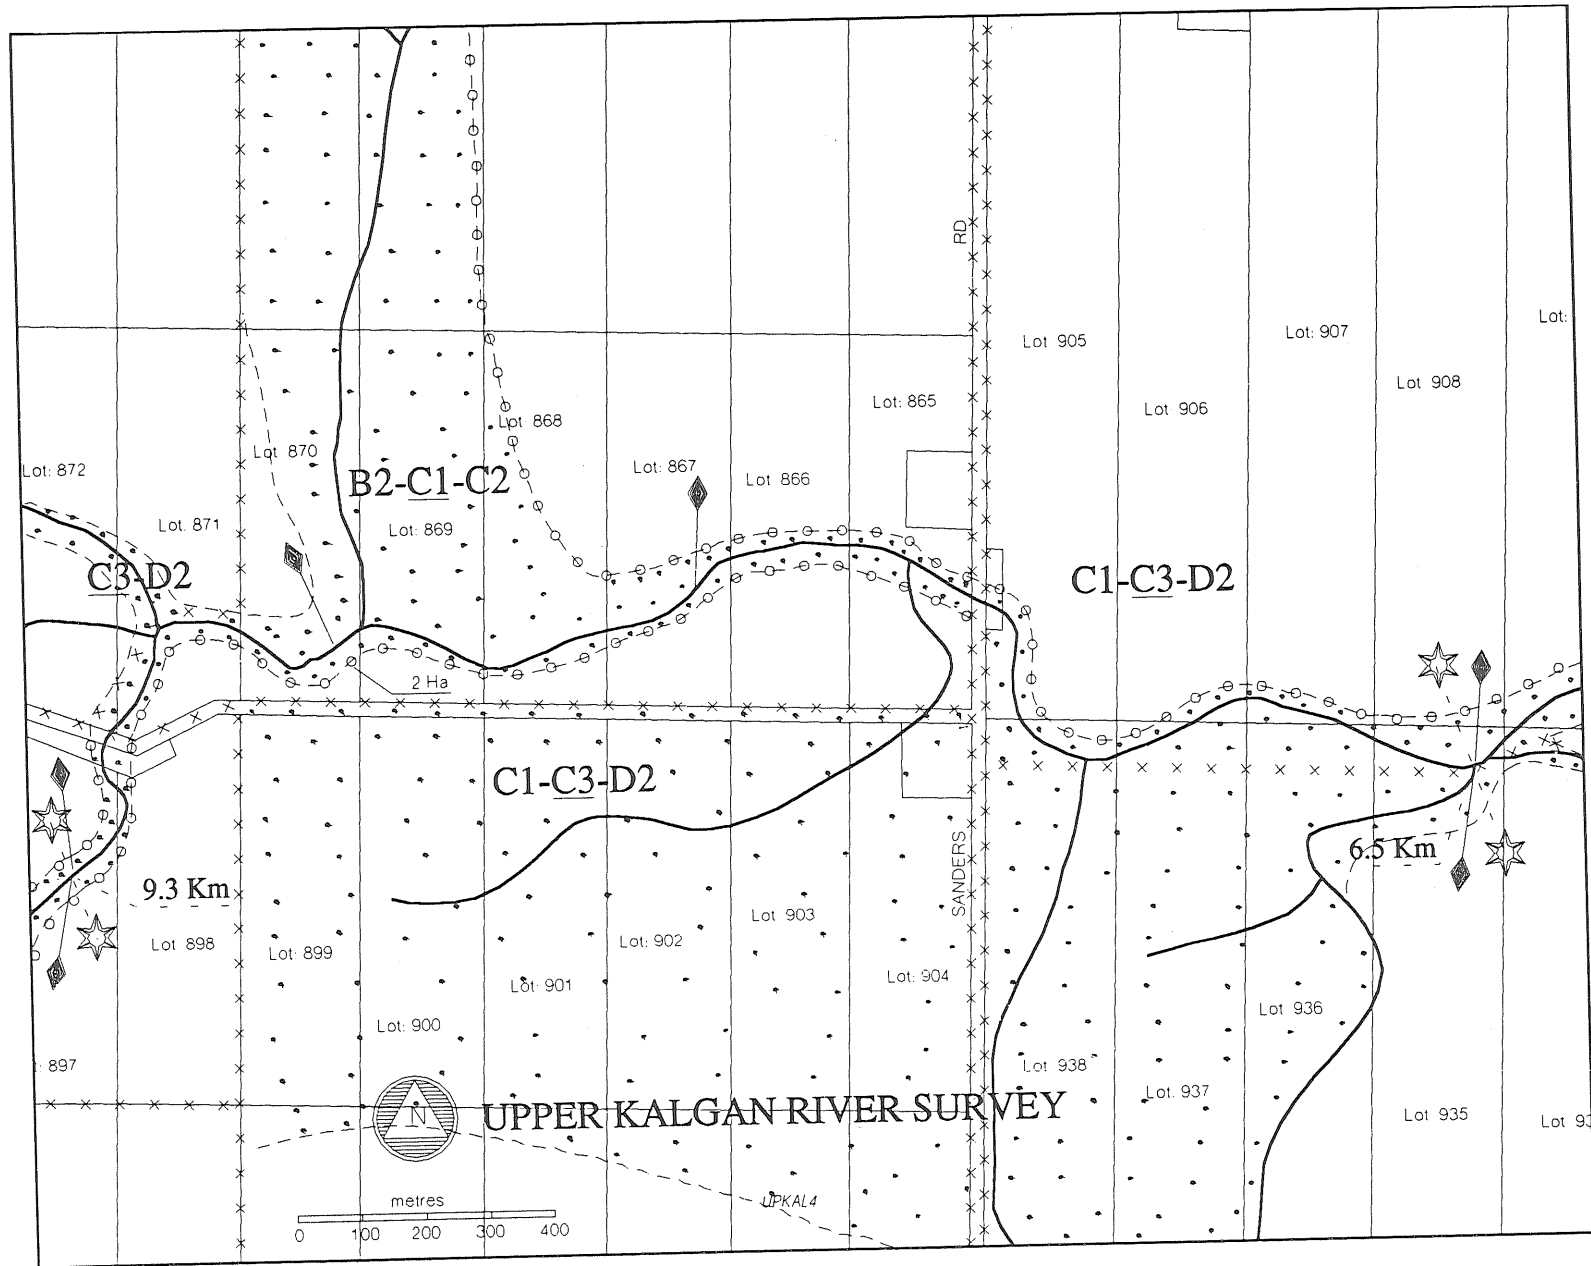 RD
Lot:
Lot: 907
Lot 905
Lot 908
Lot: 865
Lot 906
Lot 868
Lot 870
Lot: 872
Lot: 867
Lot 866
B2-C1-C2
Lot. 871
Lot: 869
C3-D2
C1-C3-D2
2 Ha
C1-C3-D2
SANDERS
6.5 Km
9.3 Km
Lot 903
Lot 898
Lot: 899
Lot: 902
Lot: 901
Lot: 904
Lot: 900
Lot 936
: 897
Lot 938
Lot: 937
N
UPPER KALGAN RIVER SURVEY
Lot 935
Lot 93
UPKAL4
metres
0 100 200 300 400